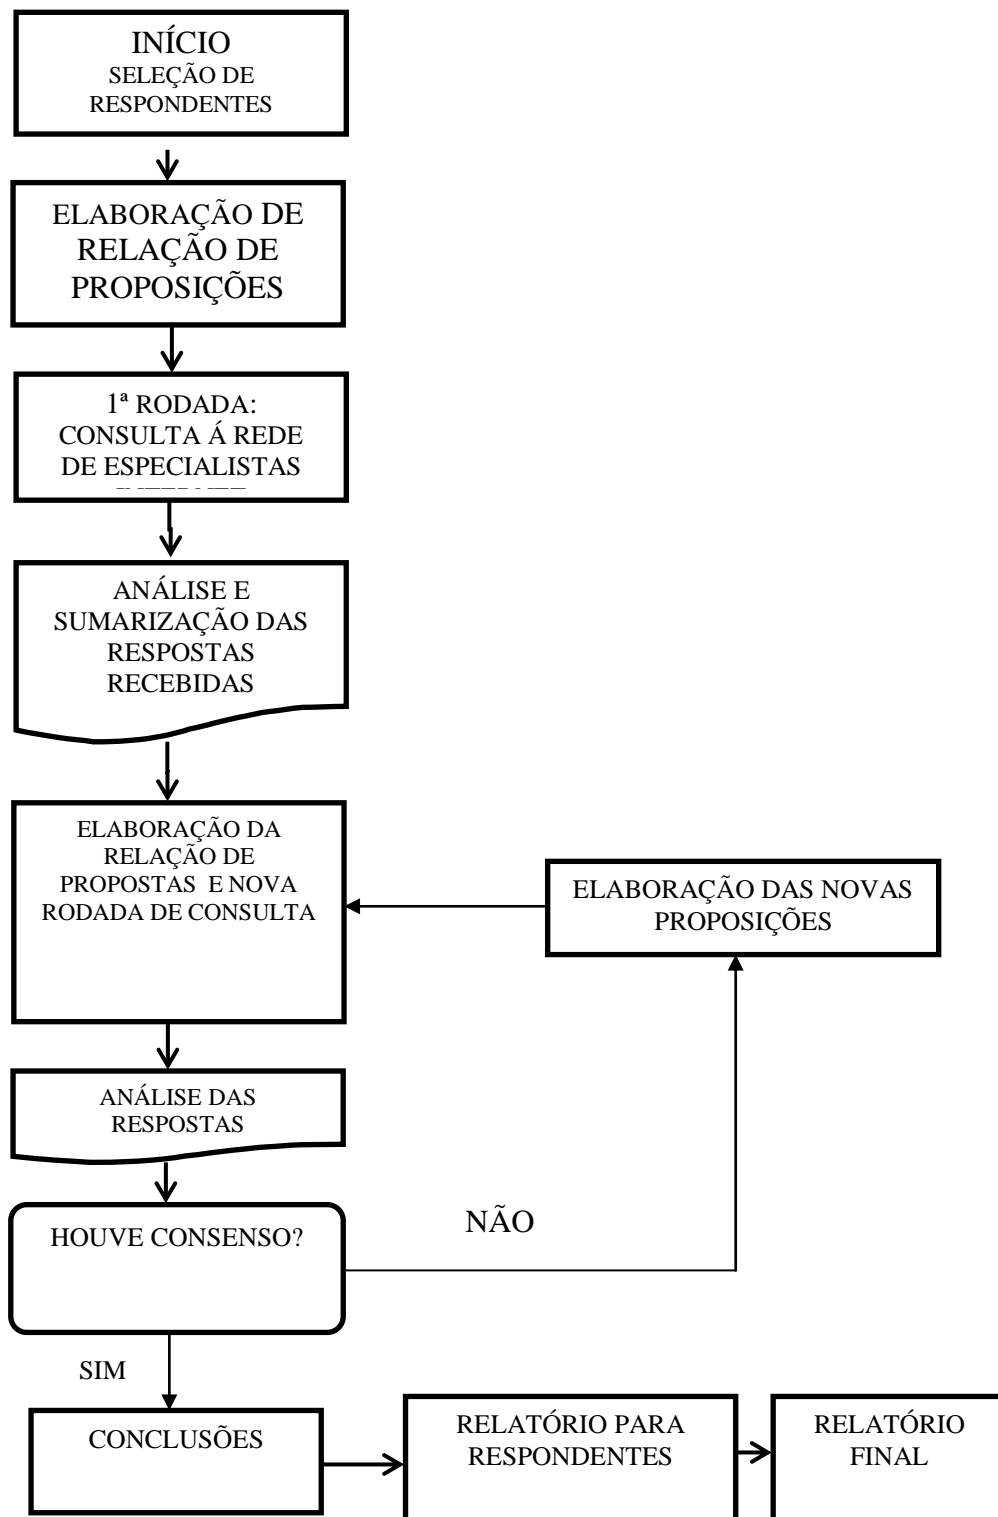 INÍCIO
SELEÇÃO DE
RESPONDENTES
ELABORAÇÃO DE
RELAÇÃO DE
PROPOSIÇÕES
1ª RODADA:
CONSULTA Á REDE
DE ESPECIALISTAS
ANÁLISE E
SUMARIZAÇÃO DAS
RESPOSTAS
RECEBIDAS
ELABORAÇÃO DA
RELAÇÃO DE
PROPOSTAS E NOVA
RODADA DE CONSULTA
ELABORAÇÃO DAS NOVAS
PROPOSIÇÕES
ANÁLISE DAS
RESPOSTAS
HOUVE CONSENSO?
NÃO
SIM
CONCLUSÕES
RELATÓRIO PARA
RESPONDENTES
RELATÓRIO
FINAL